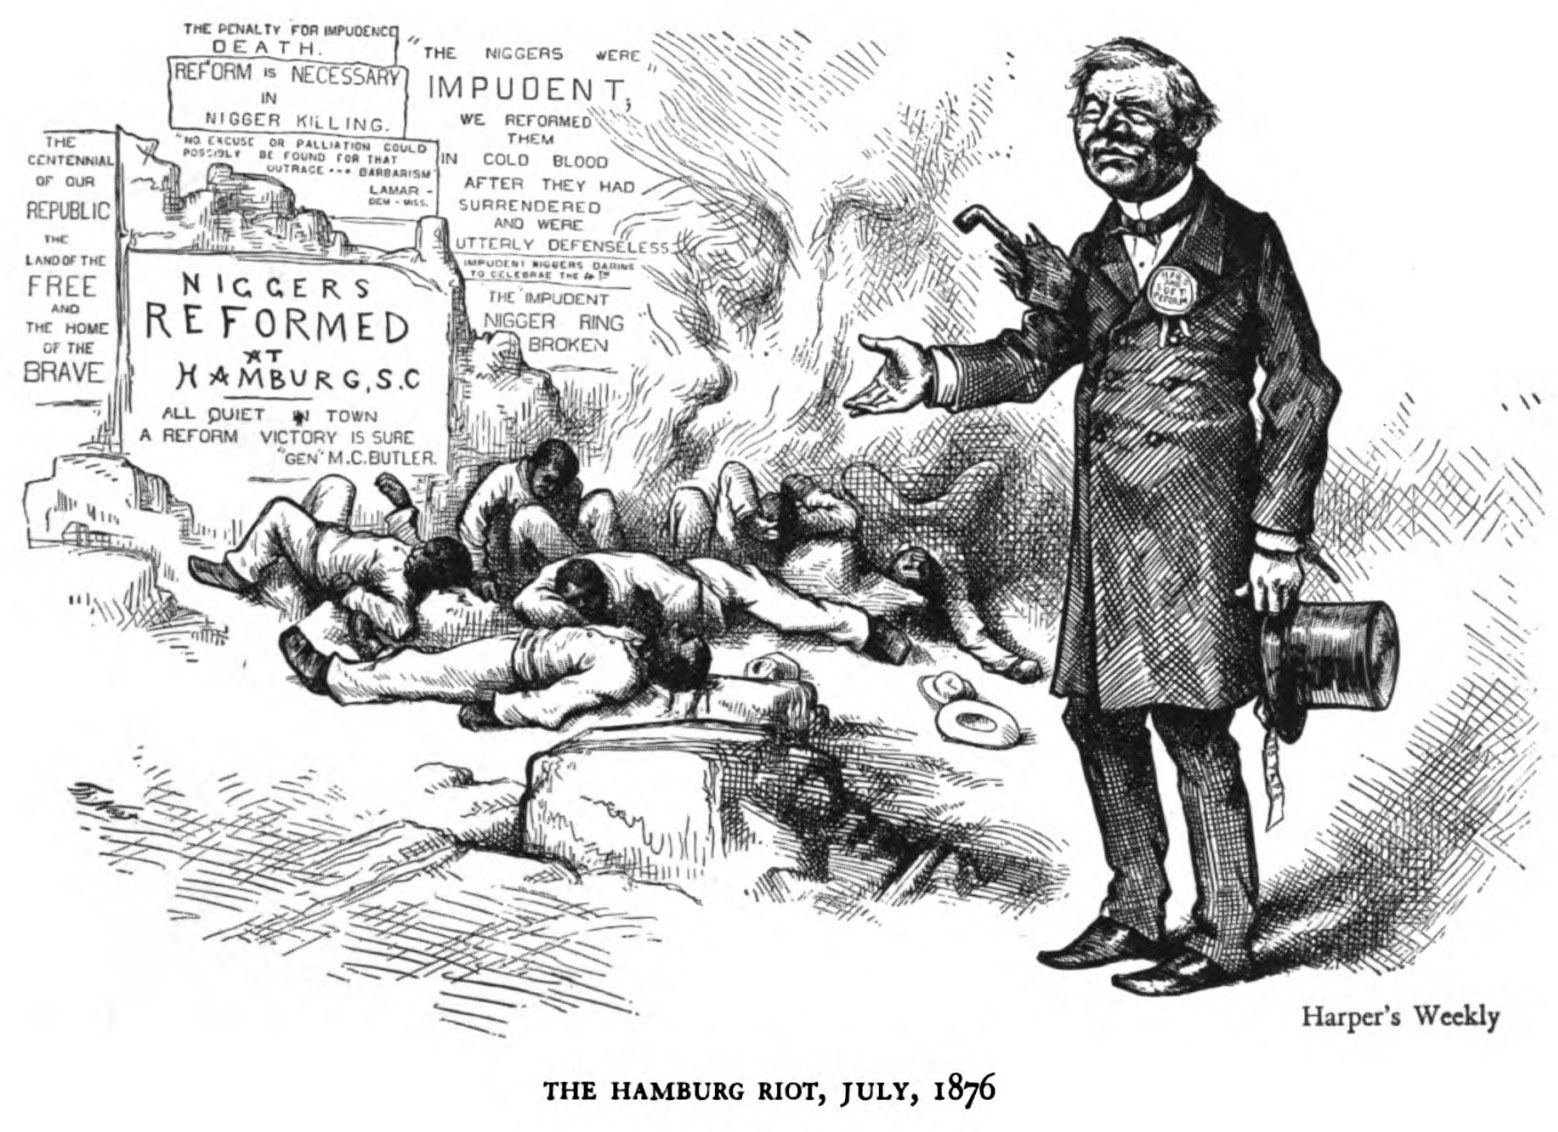 THE PENALTY FOR IMPUDENCE
DEATH.
REFORM IS NECESSARY
IN
NIGGER KILLING.
"NO EXCUSE OR PALLIATION COULD
POSSIBLY BE FOUND FOR THAT
OUTRAGE --- BARBARISM"
LAMAR -
DEM - MISS.
THE
CENTENNIAL
OF OUR
REPUBLIC
THE
LAND OF THE
FREE
AND
THE HOME
OF THE
BRAVE
NIGGERS
REFORMED
AT
HAMBURG, S.C
ALL QUIET IN TOWN
A REFORM VICTORY IS SURE
"GEN" M.C. BUTLER.
"THE NIGGERS WERE"
IMPUDENT,
WE REFORMED
THEM
IN COLD BLOOD
AFTER THEY HAD
SURRENDERED
AND WERE
UTTERLY DEFENSELESS
IMPUDENT NIGGERS DARING
TO CELEBRAE THE 4TH
THE IMPUDENT
NIGGER RING
BROKEN
AND
SOFT
REFORM
Harper's Weekly
THE HAMBURG RIOT, JULY, 1876